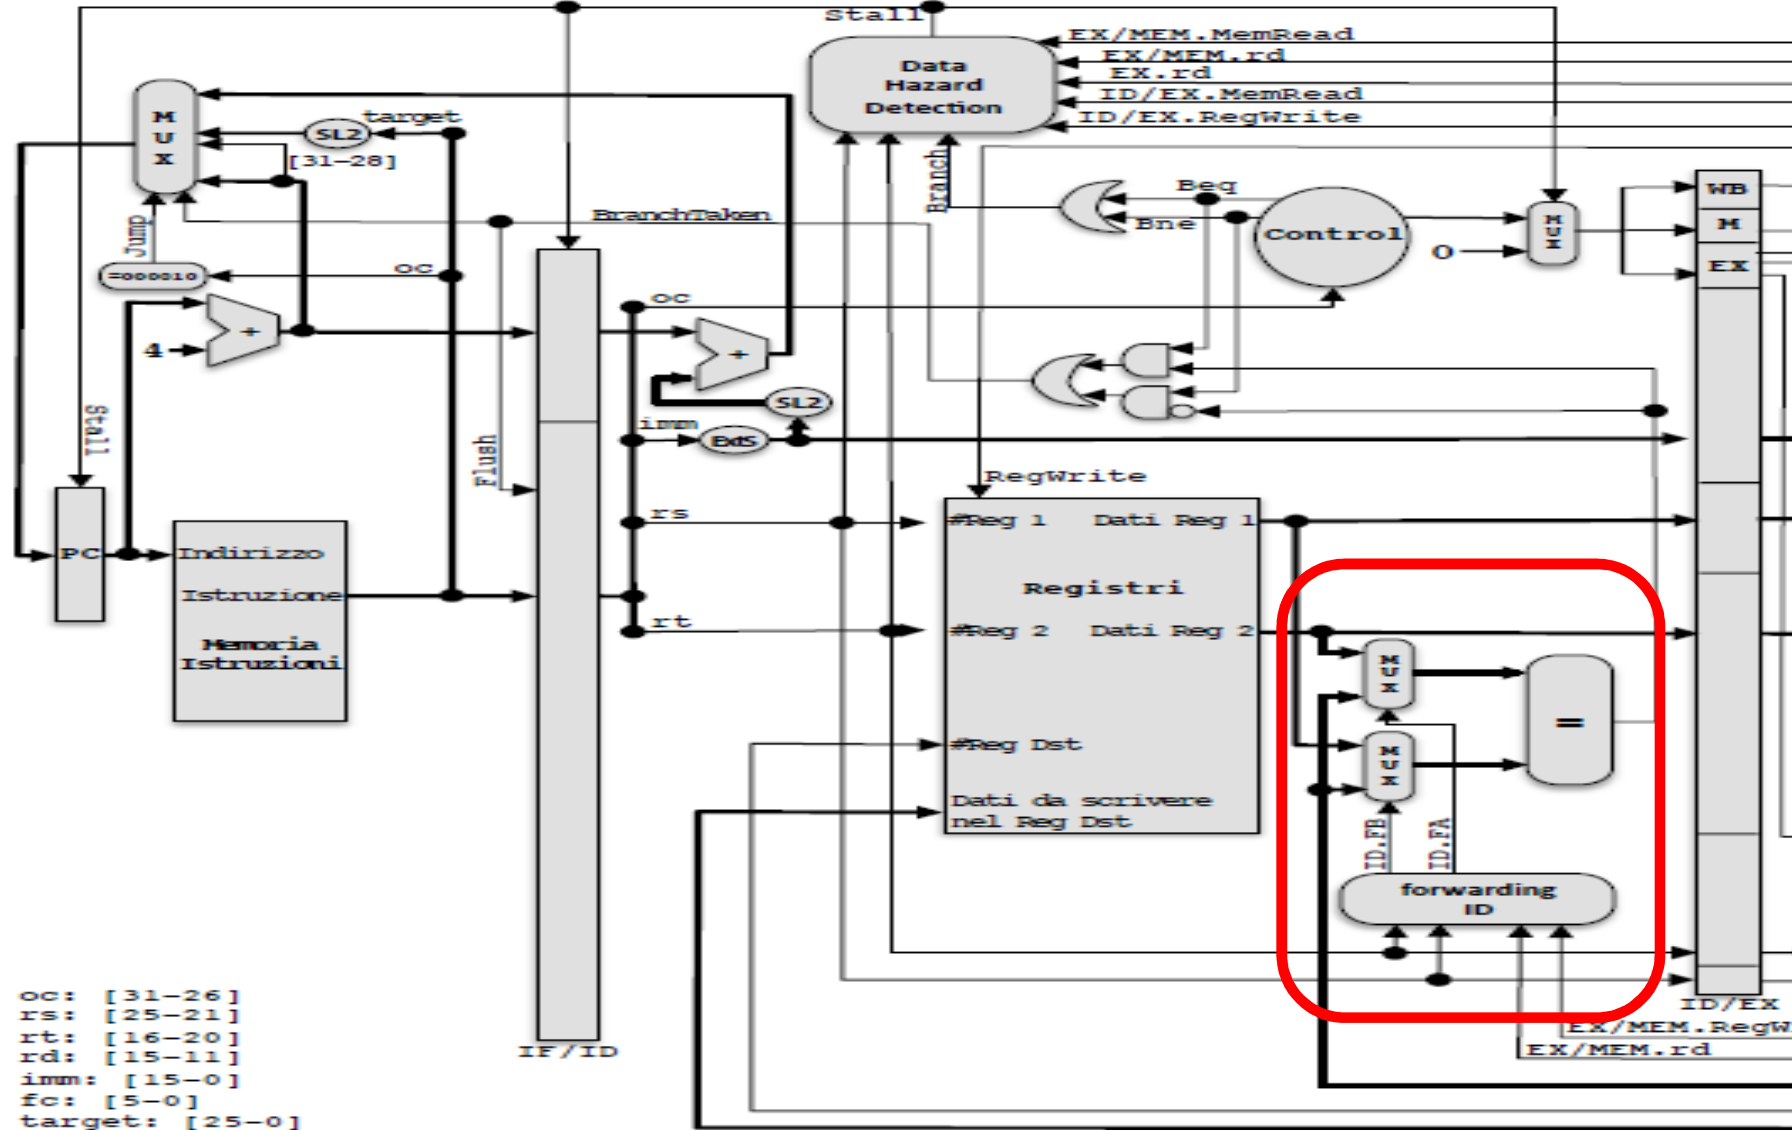 Stall
EX/MEM.MemRead
EX/MEM.rd
EX.rd
ID/EX.MemRead
ID/EX.RegWrite
Data
Hazard
Detection
MUX
target
SL2
[31-28]
Jump
BranchTaken
Branch
Beq
Bne
Control
0
MUX
WB
M
EX
=000010
oc
+
4
oc
+
SL2
imm
ExtS
Stall
Flush
RegWrite
rs
#Reg 1
Dati Reg 1
PC
Indirizzo
Istruzione
Memoria
Istruzioni
Registri
rt
#Reg 2
Dati Reg 2
MUX
=
MUX
#Reg Dst
Dati da scrivere
nel Reg Dst
ID.FB
ID.FA
forwarding
ID
ID/EX
EX/MEM.RegW
EX/MEM.rd
IF/ID
oc: [31-26]
rs: [25-21]
rt: [16-20]
rd: [15-11]
imm: [15-0]
fc: [5-0]
target: [25-0]